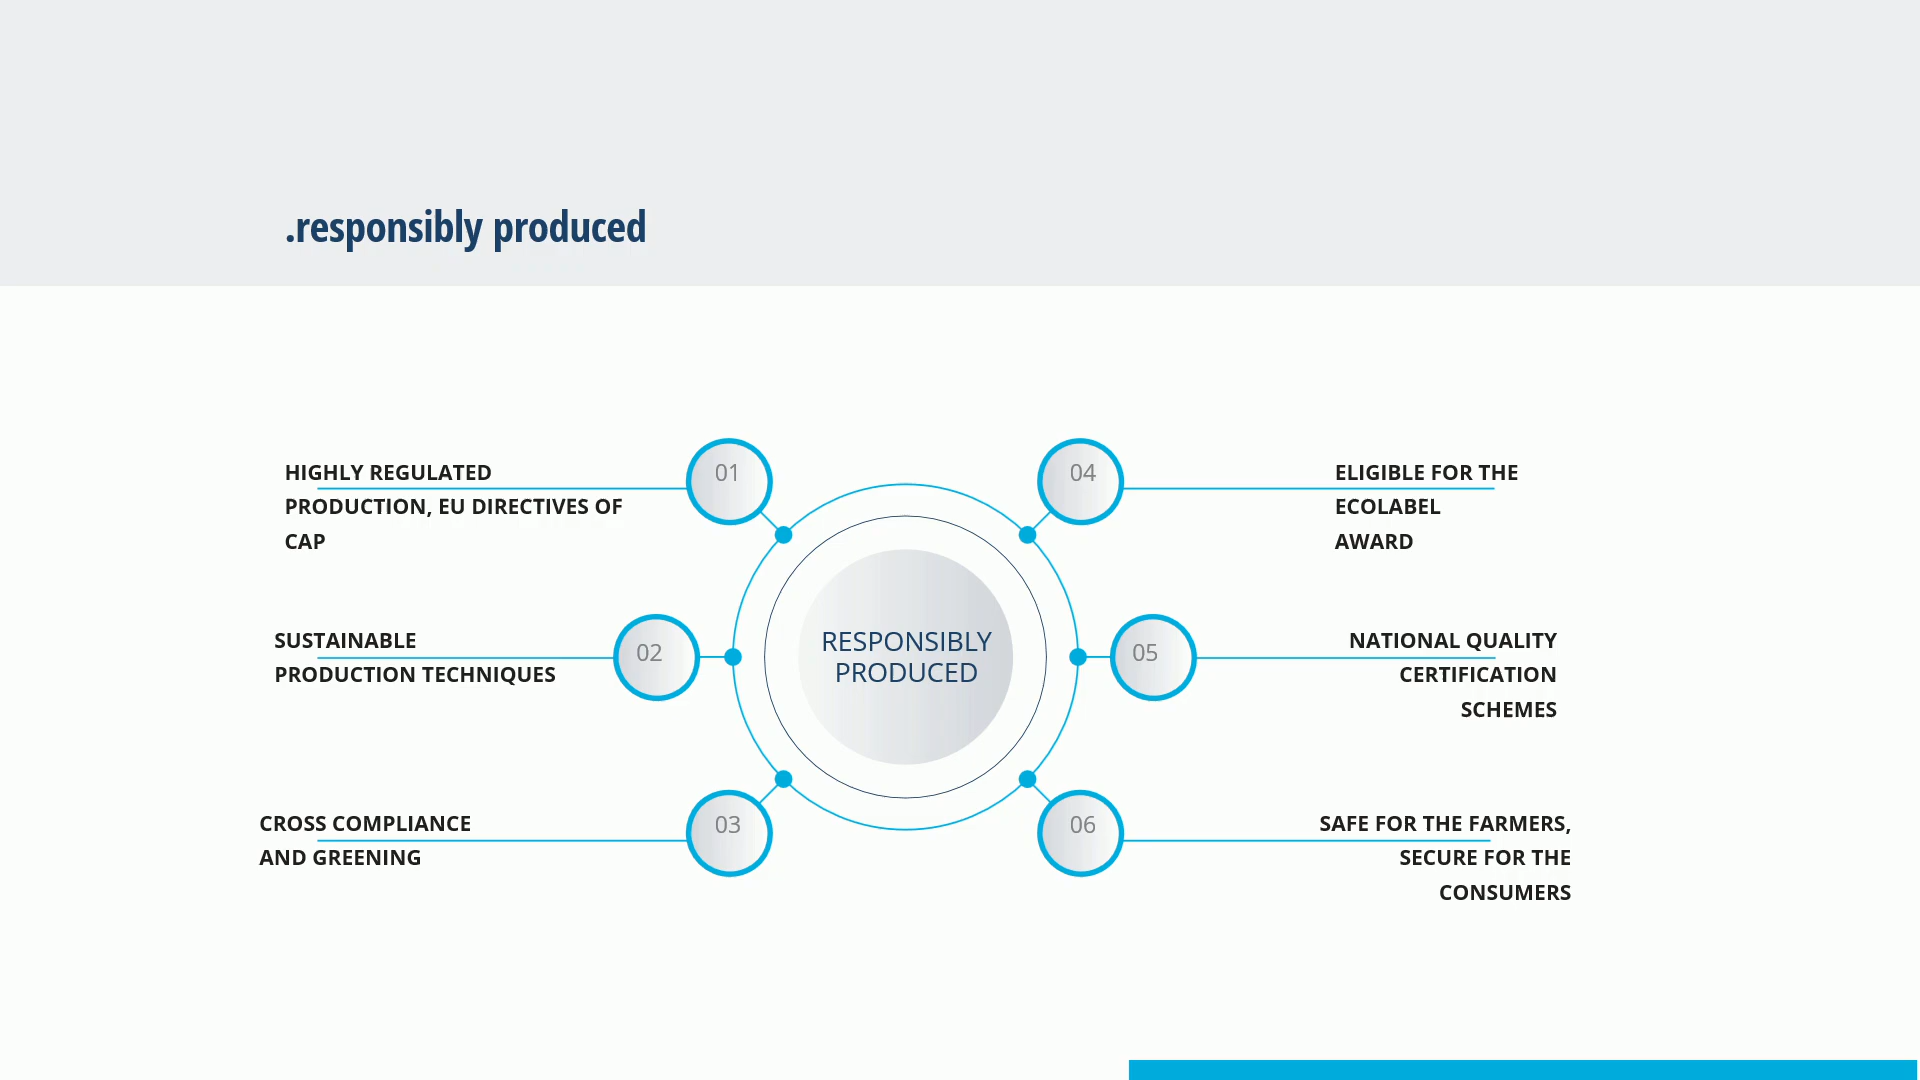 .responsibly produced
01
HIGHLY REGULATED
PRODUCTION, EU DIRECTIVES OF
CAP
02
SUSTAINABLE
PRODUCTION TECHNIQUES
03
CROSS COMPLIANCE
AND GREENING
RESPONSIBLY
PRODUCED
04
ELIGIBLE FOR THE
ECOLABEL
AWARD
05
NATIONAL QUALITY
CERTIFICATION
SCHEMES
06
SAFE FOR THE FARMERS,
SECURE FOR THE
CONSUMERS